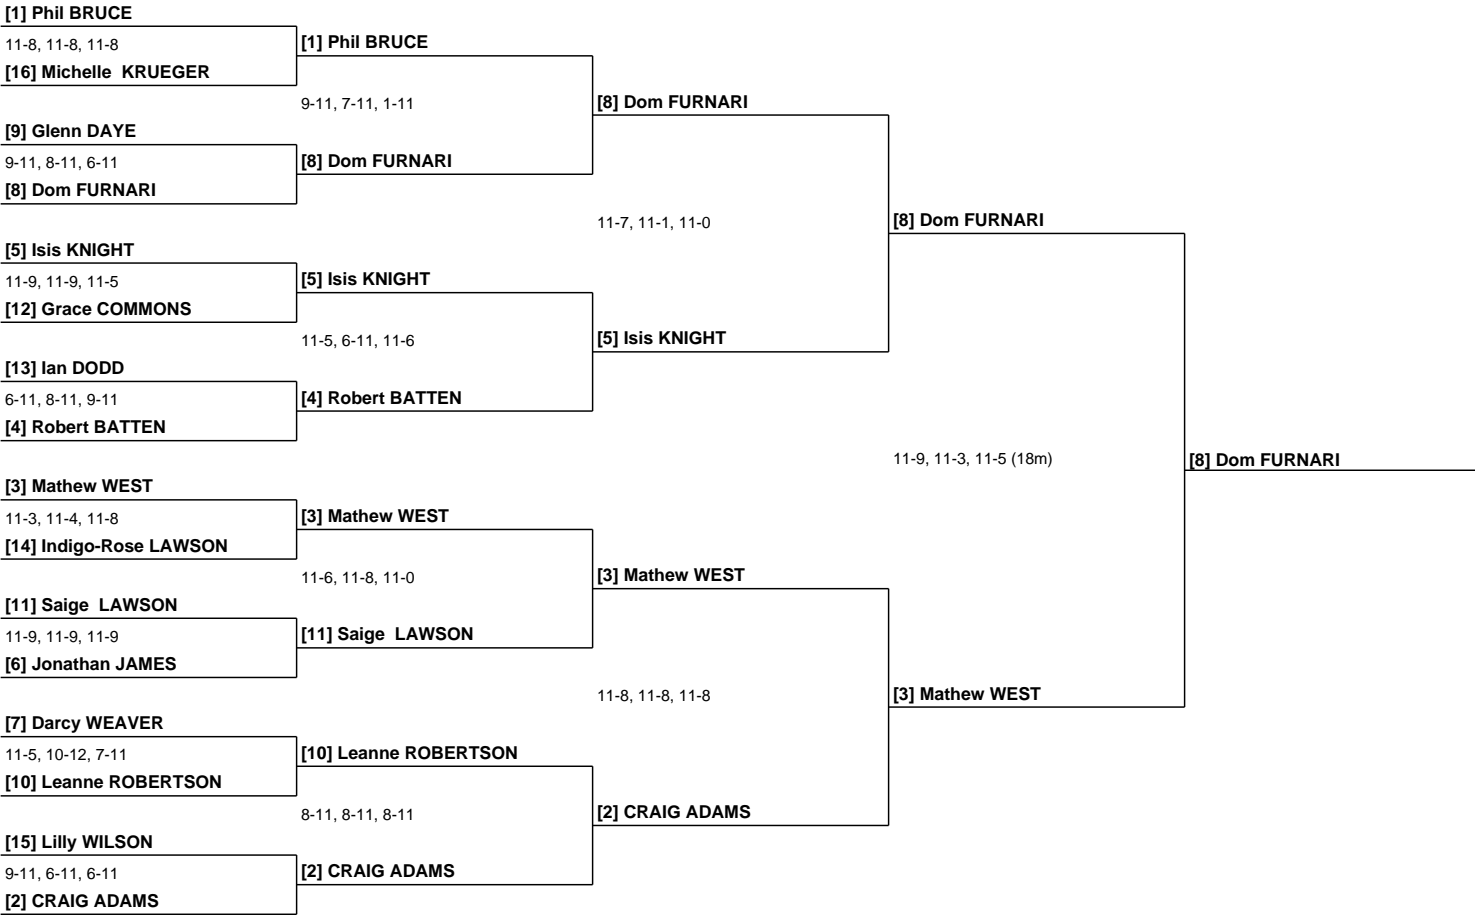 [1] Phil BRUCE
11-8, 11-8, 11-8
[16] Michelle  KRUEGER
[9] Glenn DAYE
9-11, 8-11, 6-11
[8] Dom FURNARI
[5] Isis KNIGHT
11-9, 11-9, 11-5
[12] Grace COMMONS
[13] Ian DODD
6-11, 8-11, 9-11
[4] Robert BATTEN
[3] Mathew WEST
11-3, 11-4, 11-8
[14] Indigo-Rose LAWSON
[11] Saige  LAWSON
11-9, 11-9, 11-9
[6] Jonathan JAMES
[7] Darcy WEAVER
11-5, 10-12, 7-11
[10] Leanne ROBERTSON
[15] Lilly WILSON
9-11, 6-11, 6-11
[2] CRAIG ADAMS
[1] Phil BRUCE
9-11, 7-11, 1-11
[8] Dom FURNARI
[5] Isis KNIGHT
11-5, 6-11, 11-6
[4] Robert BATTEN
[3] Mathew WEST
11-6, 11-8, 11-0
[11] Saige  LAWSON
[10] Leanne ROBERTSON
8-11, 8-11, 8-11
[2] CRAIG ADAMS
[8] Dom FURNARI
11-7, 11-1, 11-0
[5] Isis KNIGHT
[3] Mathew WEST
11-8, 11-8, 11-8
[2] CRAIG ADAMS
[8] Dom FURNARI
11-9, 11-3, 11-5 (18m)
[3] Mathew WEST
[8] Dom FURNARI